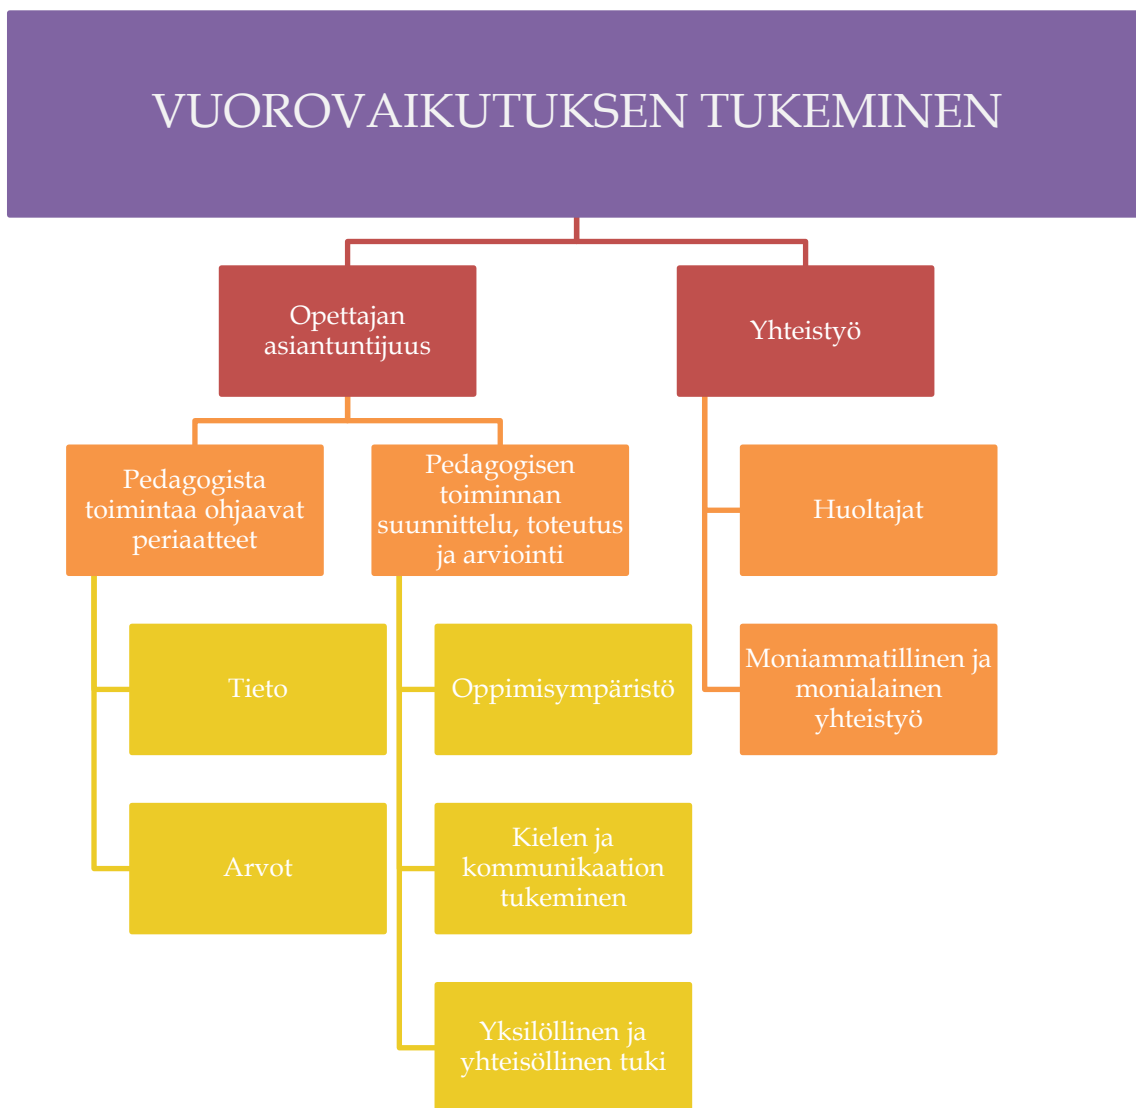 VUOROVAIKUTUKSEN TUKEMINEN
Opettajan
asiantuntijuus
Yhteistyö
Pedagogista
toimintaa ohjaavat
periaatteet
Pedagogisen
toiminnan
suunnittelu, toteutus
ja arviointi
Huoltajat
Tieto
Oppimisympäristö
Moniammatillinen ja
monialainen
yhteistyö
Arvot
Kielen ja
kommunikaation
tukeminen
Yksilöllinen ja
yhteisöllinen tuki